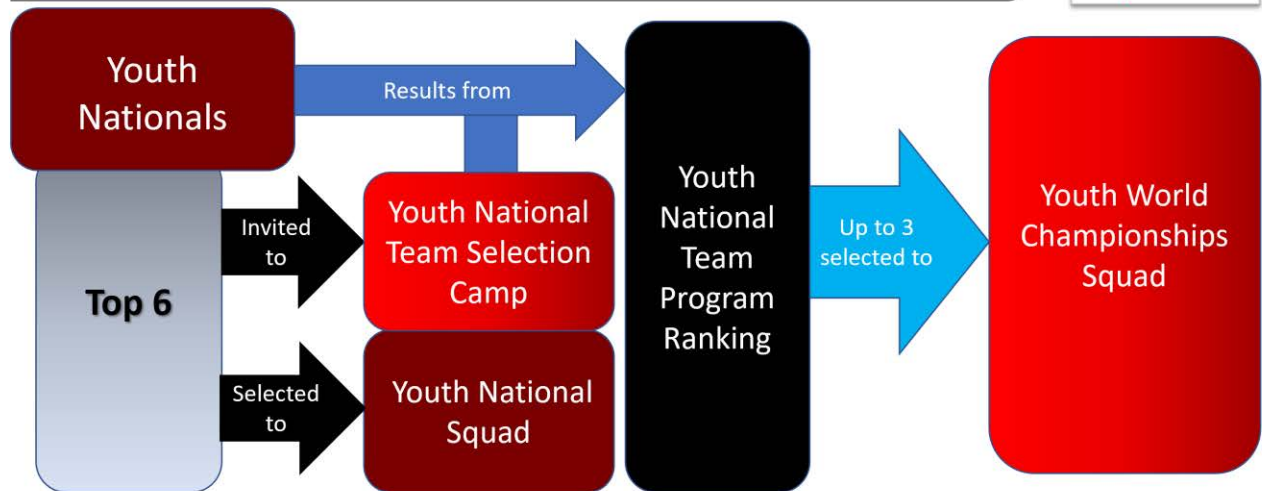 Youth
Nationals
Results from
Top 6
Invited
to
Youth National
Team Selection
Camp
Selected
to
Youth National
Squad
Youth
National
Team
Program
Ranking
Up to 3
selected to
Youth World
Championships
Squad